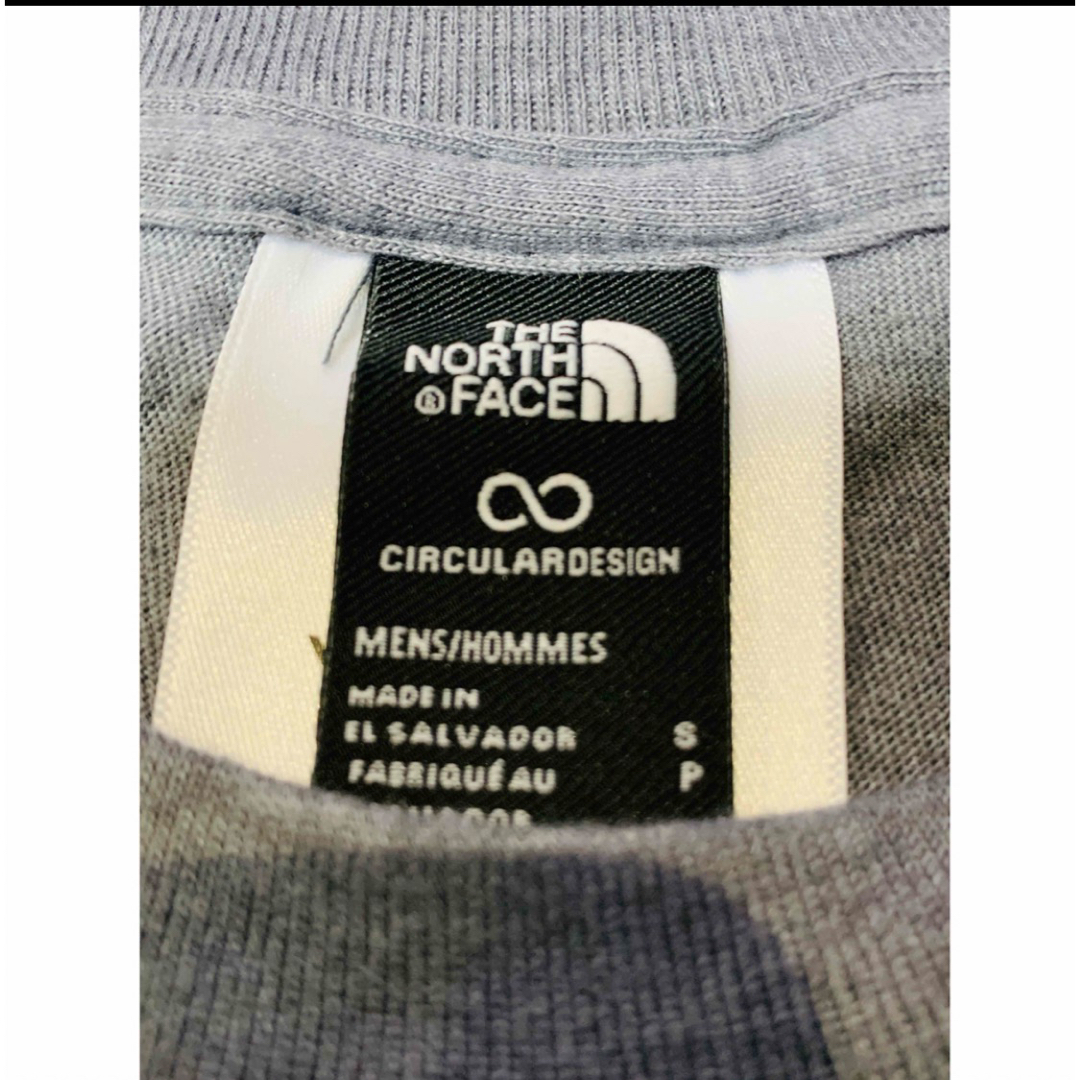 THE
NORTH
® FACE
CIRCULARDESIGN
MENS/HOMMES
MADE IN
EL SALVADOR S
FABRIQUÉ AU P